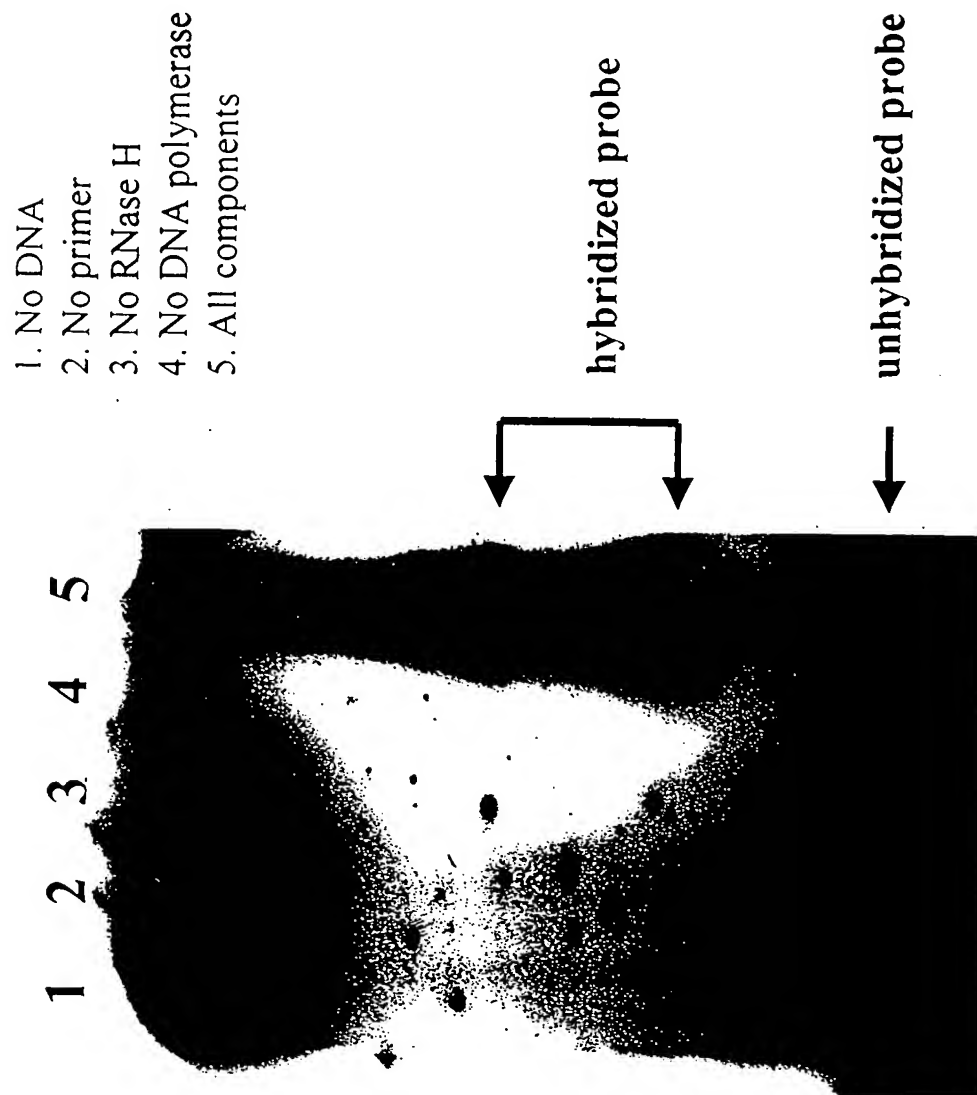 1. No DNA
2. No primer
3. No RNase H
4. No DNA polymerase
5. All components
1 2 3 4 5
hybridized probe
unhybridized probe